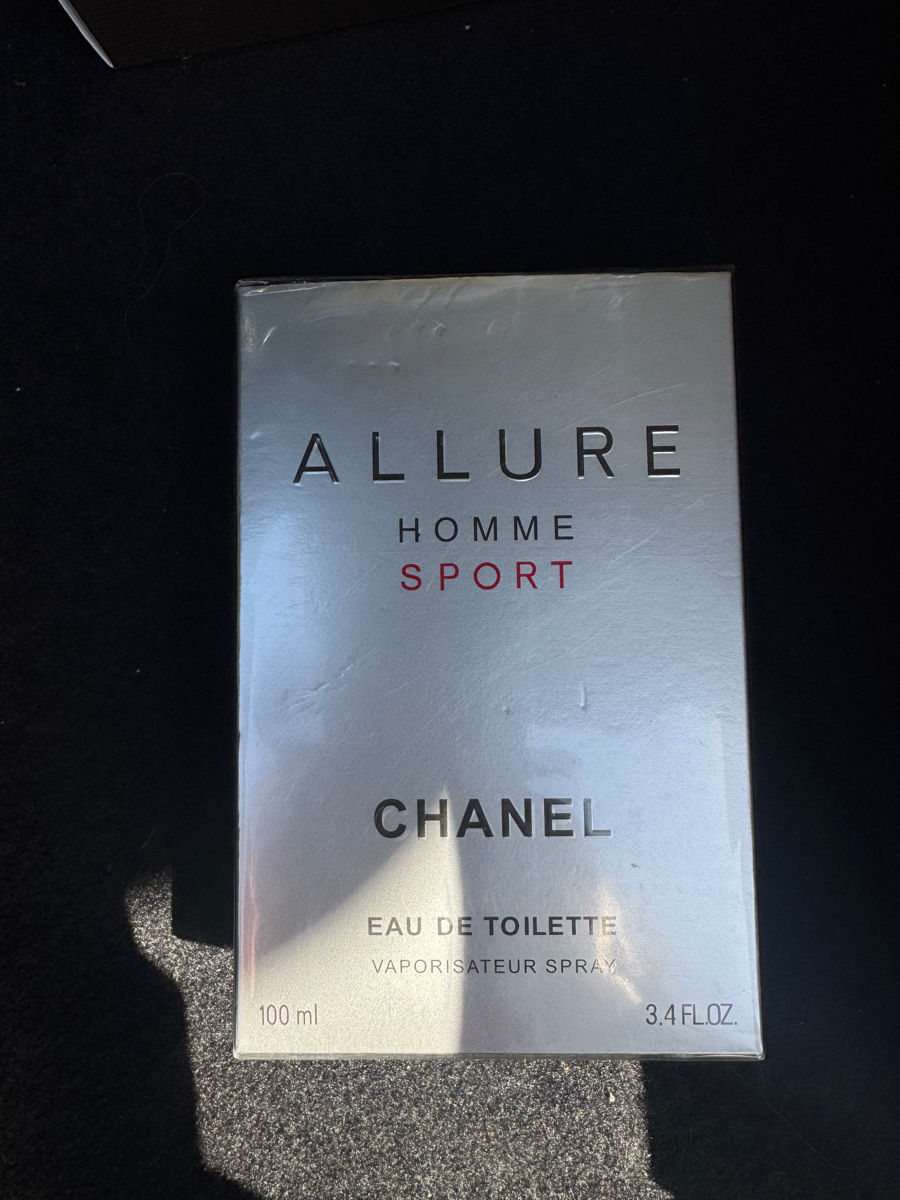 ALLURE
HOMME
SPORT
CHANEL
EAU DE TOILETTE
VAPORISATEUR SPRAY
100 ml 3.4 FL.OZ.